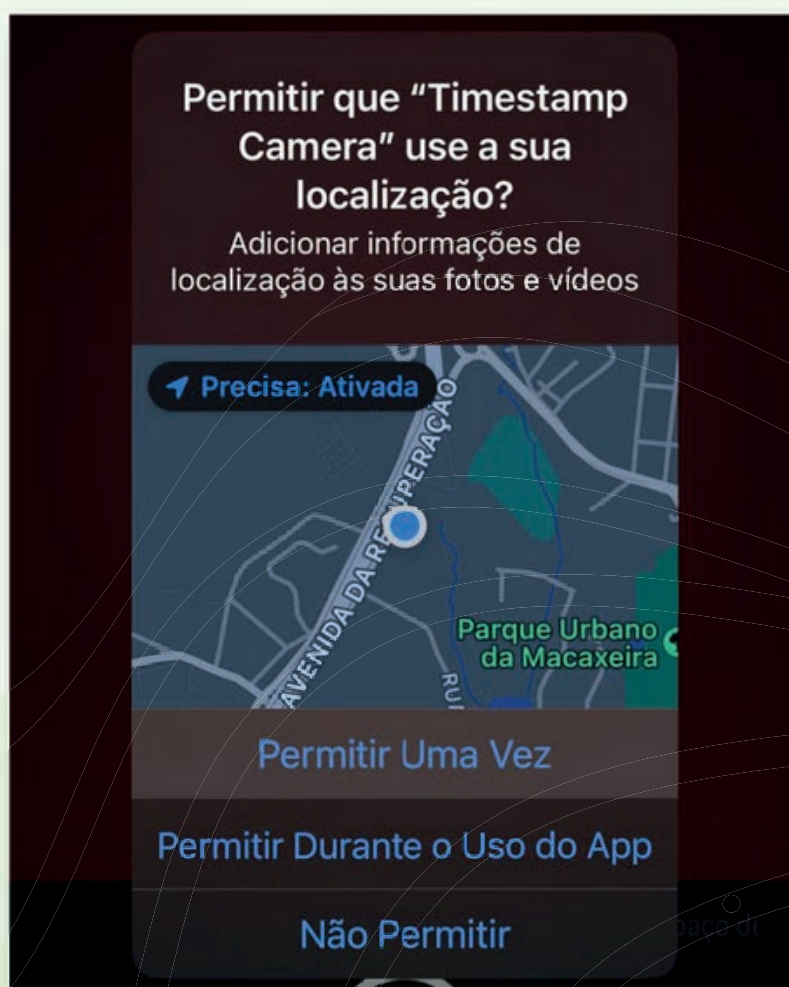 Permitir que “Timestamp
Camera” use a sua
localização?
Adicionar informações de
localização às suas fotos e vídeos
Precisa: Ativada
AVENIDA DA RECUPERAÇÃO
Parque Urbano
da Macaxeira
Permitir Uma Vez
Permitir Durante o Uso do App
Não Permitir